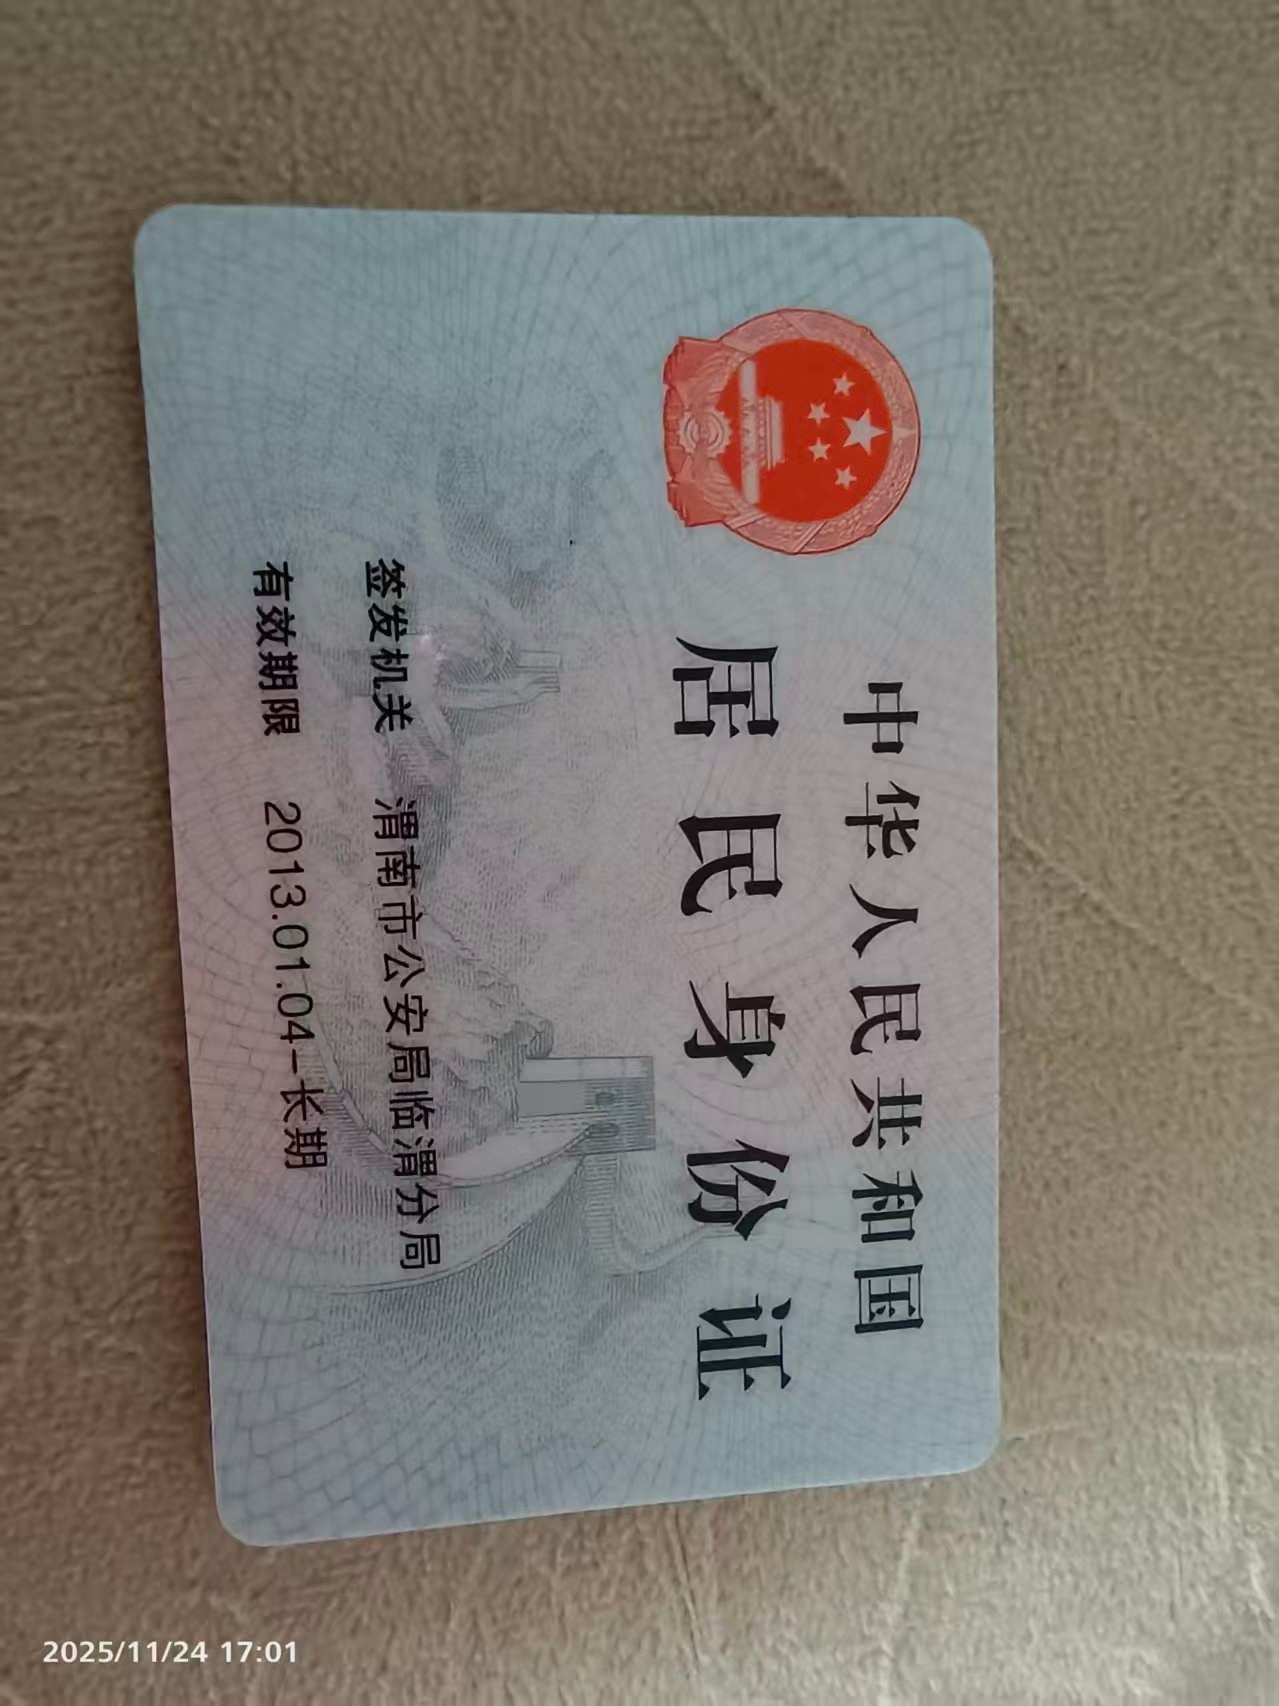 中华人民共和国
居民身份证
签发机关 渭南市公安局临渭分局
有效期限 2013.01.04-长期
2025/11/24 17:01